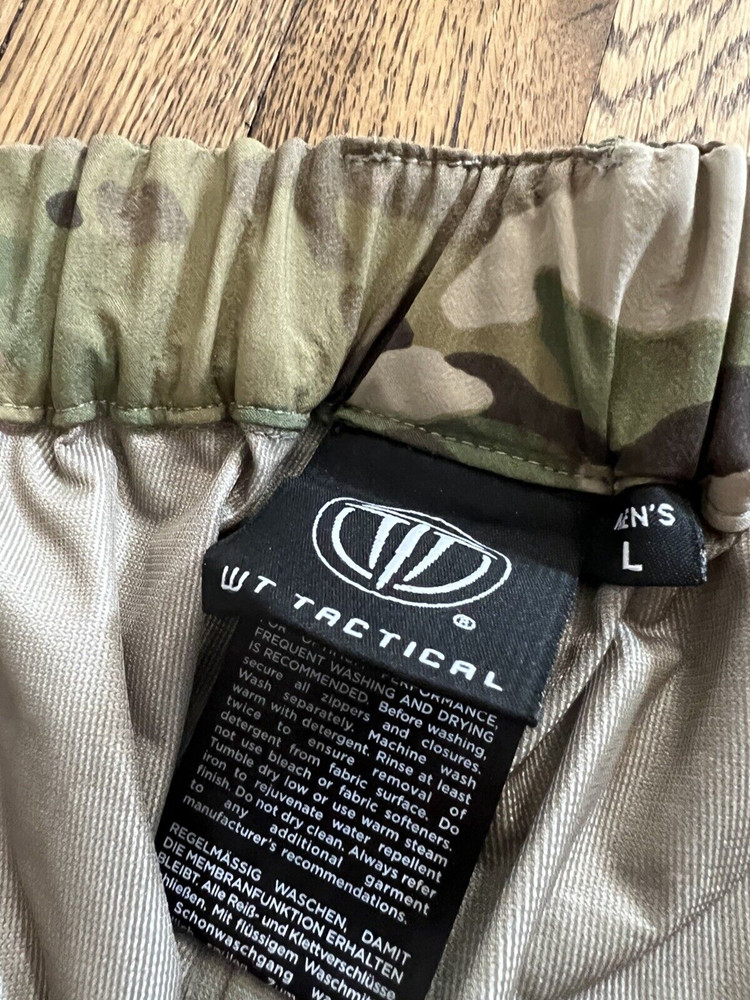 WT TACTICAL
®
MEN'S
L
PERFORMANCE
FREQUENT WASHING AND DRYING
IS RECOMMENDED. Before washing,
secure all zippers and closures.
Wash separately. Machine wash
warm with detergent. Rinse at least
twice to ensure removal of
detergent from fabric surface. Do
not use bleach or fabric softeners.
Tumble dry low or use warm steam
iron to rejuvenate water repellent
finish. Do not dry clean. Always refer
to any additional garment
manufacturer's recommendations.
REGELMÄSSIG WASCHEN, DAMIT
DIE MEMBRANFUNKTION ERHALTEN
BLEIBT. Alle Reiß- und Klettverschlüsse
ließen. Mit flüssigem Waschmit
Schonwaschgang wa